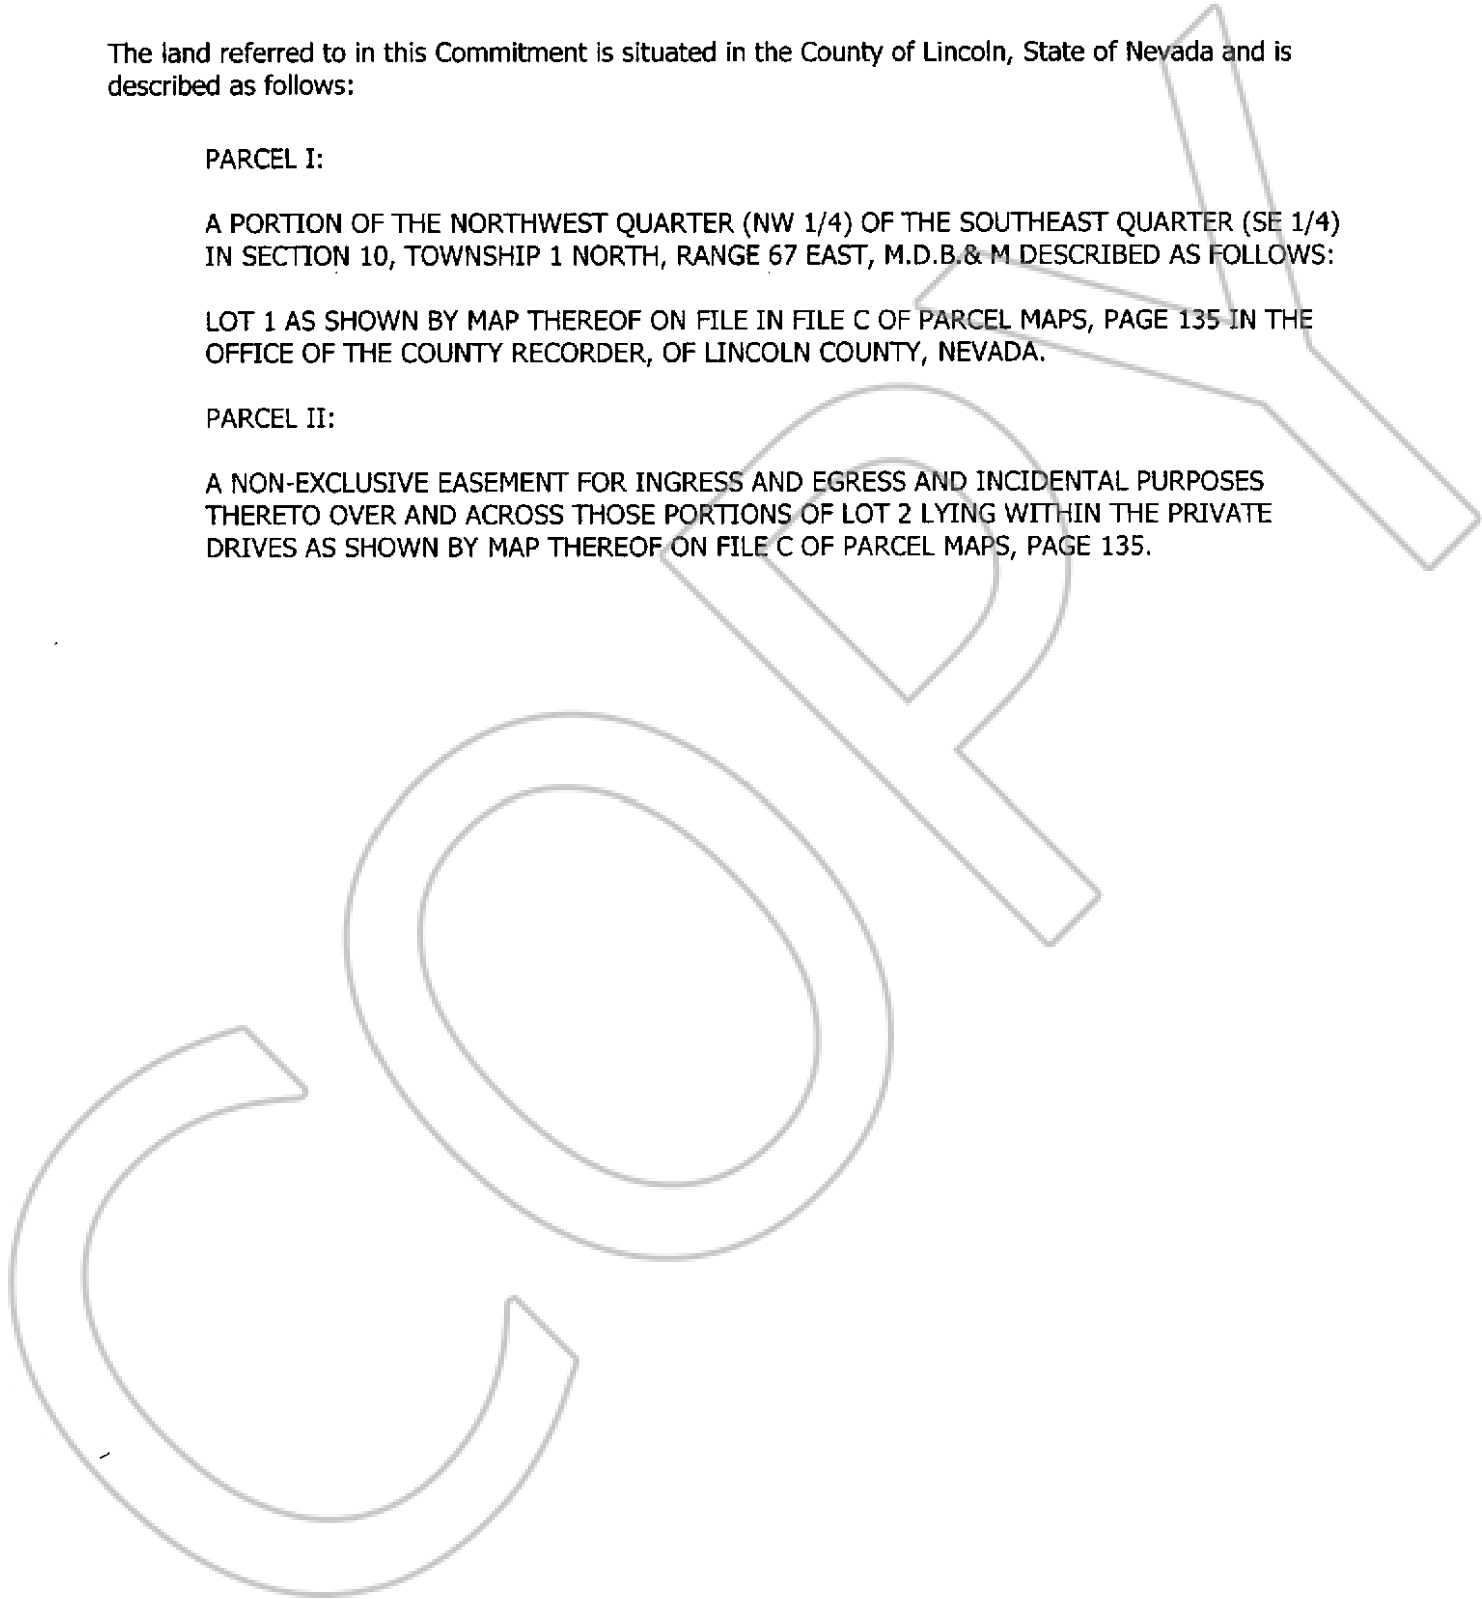 The land referred to in this Commitment is situated in the County of Lincoln, State of Nevada and is
described as follows:
PARCEL I:
A PORTION OF THE NORTHWEST QUARTER (NW 1/4) OF THE SOUTHEAST QUARTER (SE 1/4)
IN SECTION 10, TOWNSHIP 1 NORTH, RANGE 67 EAST, M.D.B.& M DESCRIBED AS FOLLOWS:
LOT 1 AS SHOWN BY MAP THEREOF ON FILE IN FILE C OF PARCEL MAPS, PAGE 135 IN THE
OFFICE OF THE COUNTY RECORDER, OF LINCOLN COUNTY, NEVADA.
PARCEL II:
A NON-EXCLUSIVE EASEMENT FOR INGRESS AND EGRESS AND INCIDENTAL PURPOSES
THERETO OVER AND ACROSS THOSE PORTIONS OF LOT 2 LYING WITHIN THE PRIVATE
DRIVES AS SHOWN BY MAP THEREOF ON FILE C OF PARCEL MAPS, PAGE 135.
COPY